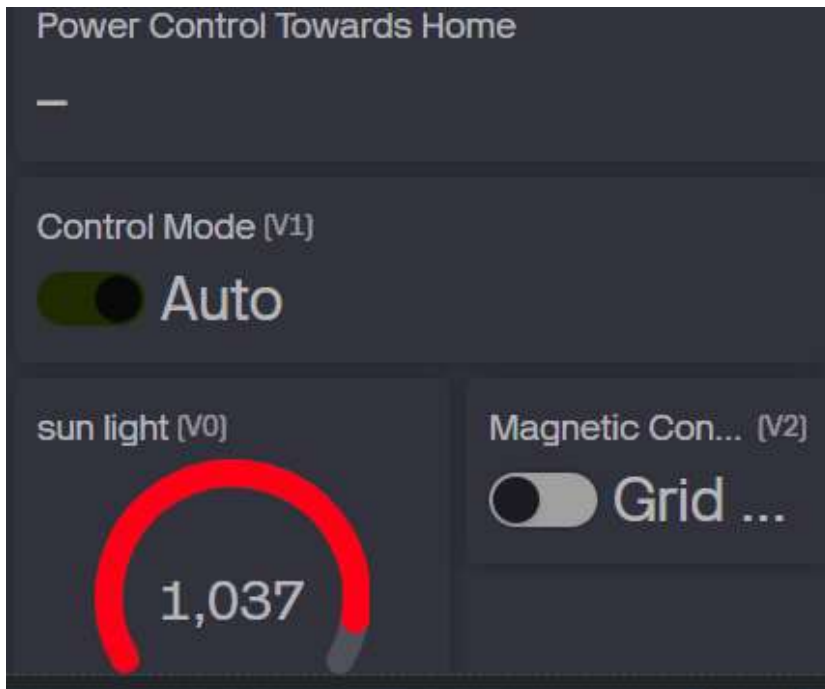 Power Control Towards Home
–
Control Mode (V1)
Auto
sun light (V0)
1,037
Magnetic Con... (V2)
Grid ...